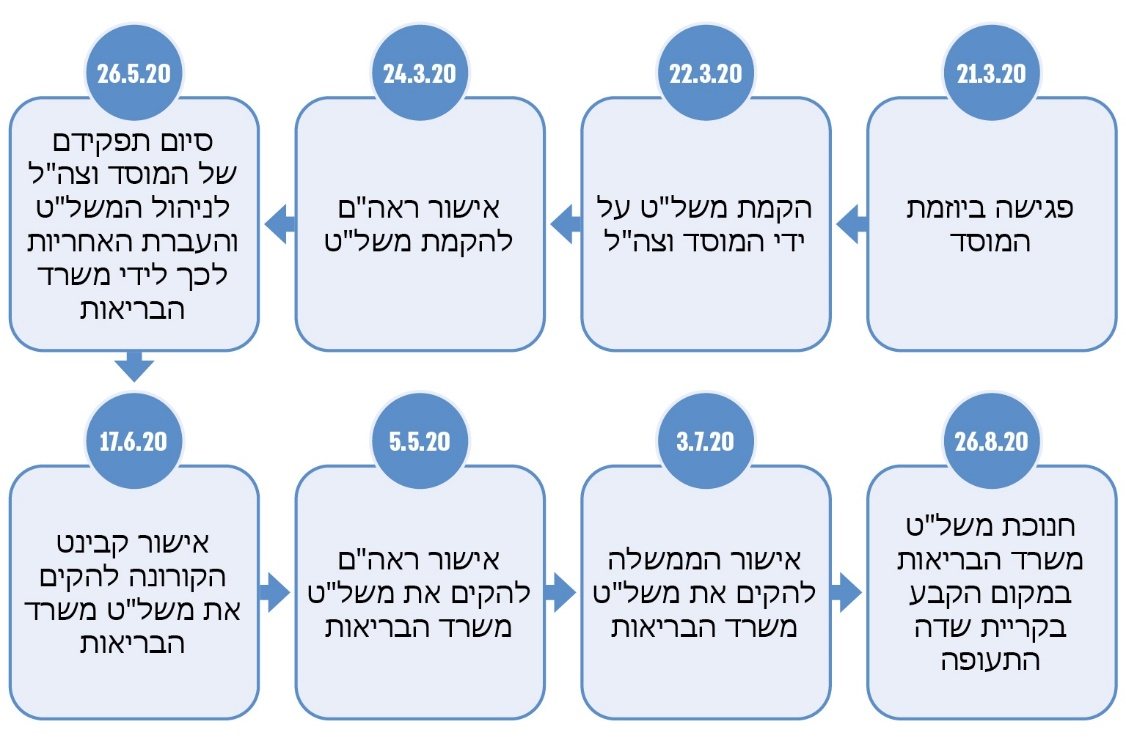 21.3.20
פגישה ביוזמת
המוסד
22.3.20
הקמת משל"ט על
ידי המוסד וצה"ל
24.3.20
אישור ראה"ם
להקמת משל"ט
26.5.20
סיום תפקידם
של המוסד וצה"ל
לניהול המשל"ט
והעברת האחריות
לכך לידי משרד
הבריאות
17.6.20
אישור קבינט
הקורונה להקים
את משל"ט משרד
הבריאות
5.5.20
אישור ראה"ם
להקים את משל"ט
משרד הבריאות
3.7.20
אישור הממשלה
להקים את משל"ט
משרד הבריאות
26.8.20
חנוכת משל"ט
משרד הבריאות
במקום הקבע
בקריית שדה
התעופה